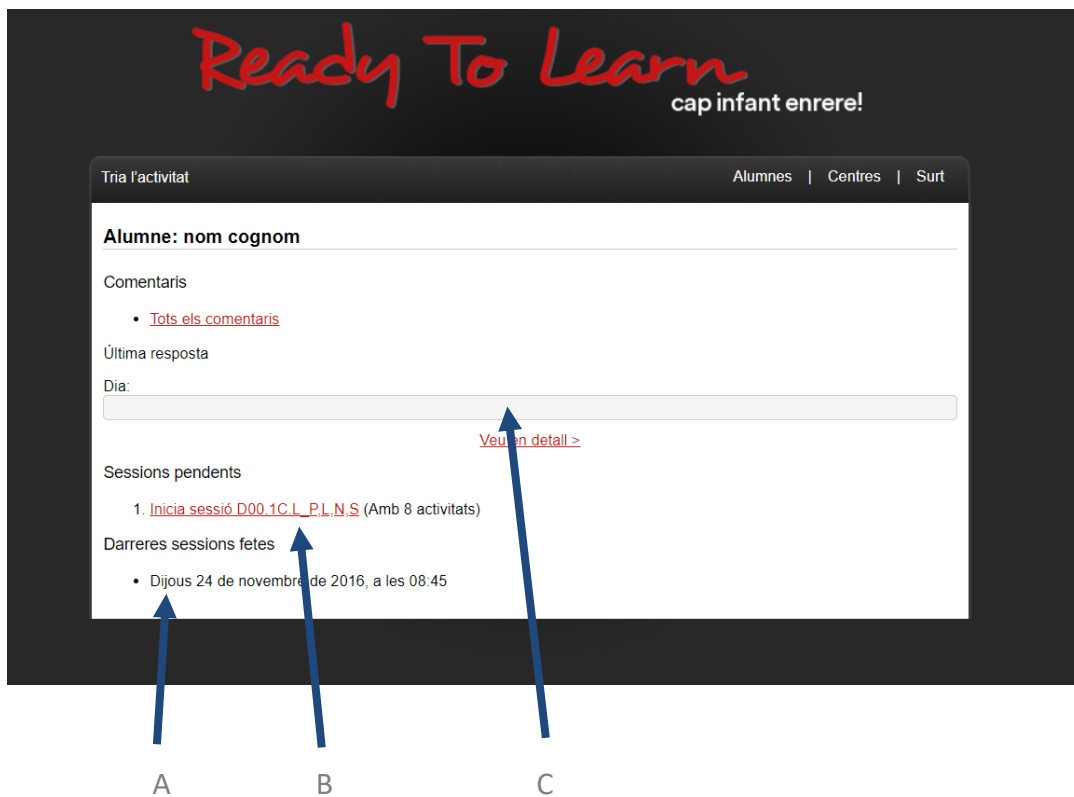 Ready To Learn
cap infant enrere!
Tria l'activitat
Alumnes | Centres | Surt
Alumne: nom cognom
Comentaris
• Tots els comentaris
Última resposta
Dia:
Veu en detall >
Sessions pendents
1. Inicia sessió D00.1C.L_P,L,N,S (Amb 8 activitats)
Darreres sessions fetes
• Dijous 24 de novembre de 2016, a les 08:45
A B C